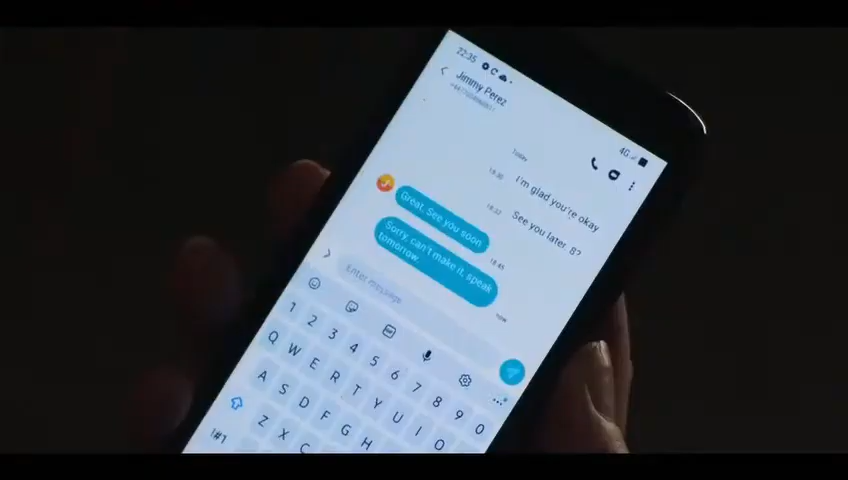 22:35
Jimmy Perez
4G
Today
18:30
I'm glad you're okay
18:32
See you later. 8?
Great. See you soon
18:45
Sorry, can't make it, speak
tomorrow
now
Enter message
1 2 3 4 5 6 7 8 9 0
Q W E R T Y U I O
A S D F G H
Z X C
!#1